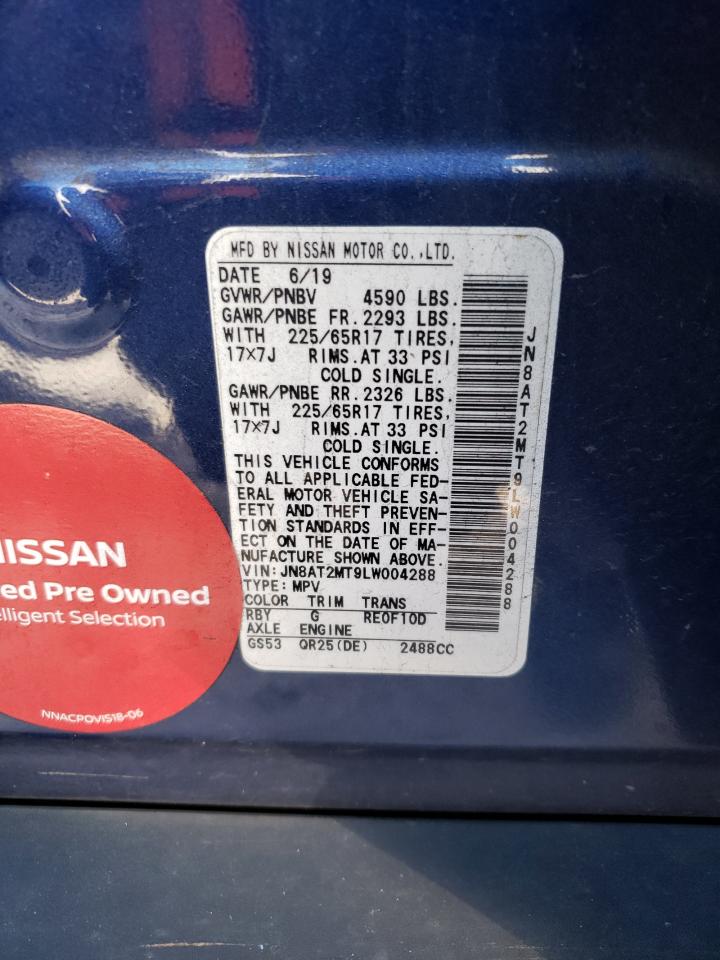 MFD BY NISSAN MOTOR CO.,LTD.
DATE 6/19
GVWR/PNBV 4590 LBS.
GAWR/PNBE FR.2293 LBS.
WITH 225/65R17 TIRES,
17×7J RIMS.AT 33 PSI
COLD SINGLE.
GAWR/PNBE RR.2326 LBS.
WITH 225/65R17 TIRES,
17×7J RIMS.AT 33 PSI
COLD SINGLE.
THIS VEHICLE CONFORMS
TO ALL APPLICABLE FED-
ERAL MOTOR VEHICLE SA-
FETY AND THEFT PREVEN-
TION STANDARDS IN EFF-
ECT ON THE DATE OF MA-
NUFACTURE SHOWN ABOVE.
VIN: JN8AT2MT9LW004288
TYPE: MPV
COLOR TRIM TRANS
RBY G RE0F10D
AXLE ENGINE
GS53 QR25(DE) 2488CC
JN8AT2MT9LW004288
NISSAN
ed Pre Owned
elligent Selection
NNACPOVIS18-06